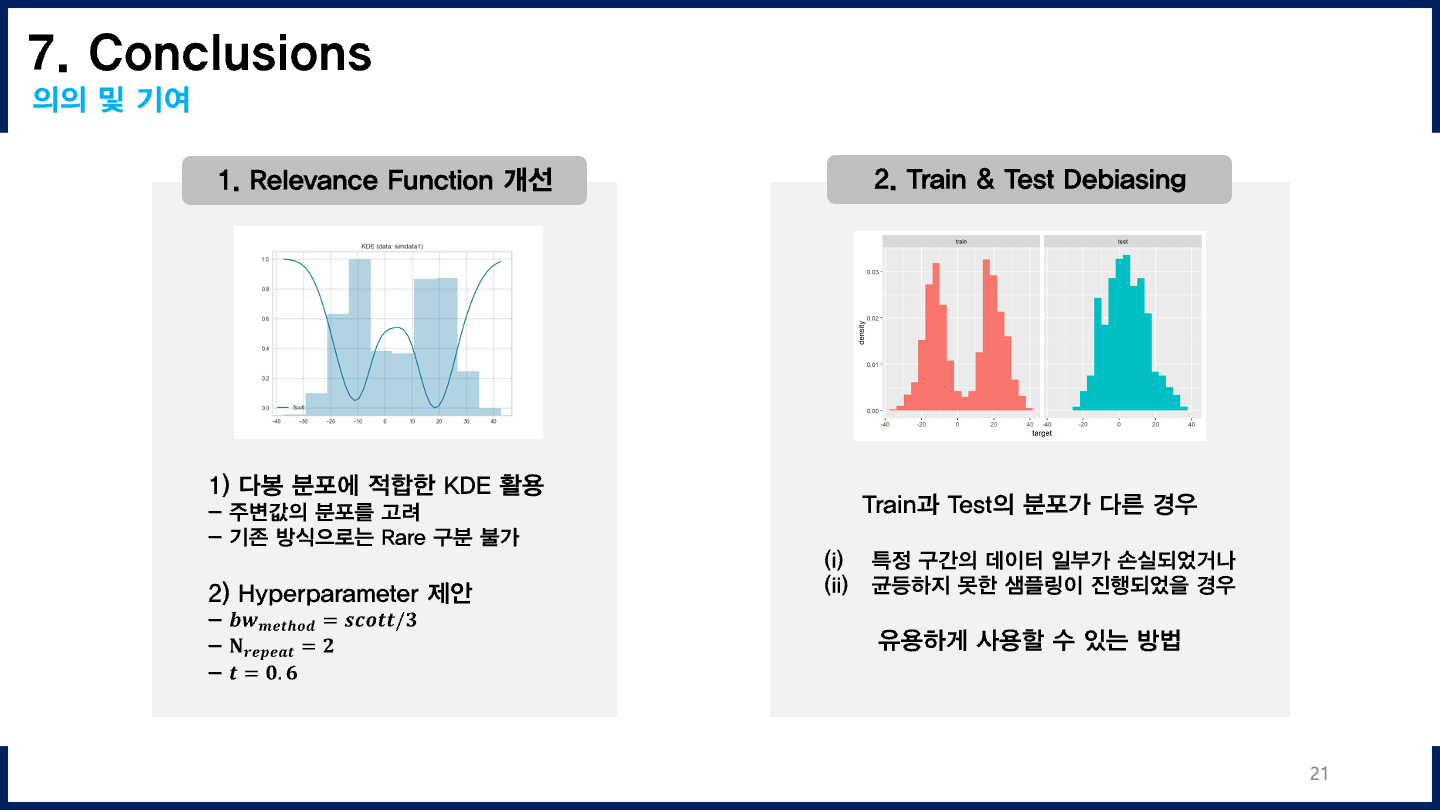 7. Conclusions
의의 및 기여
1. Relevance Function 개선
KDE (data: simdata1)
1.0
0.8
0.6
0.4
0.2
0.0
Scott
-40 -30 -20 -10 0 10 20 30 40
1) 다봉 분포에 적합한 KDE 활용
– 주변값의 분포를 고려
– 기존 방식으로는 Rare 구분 불가
2) Hyperparameter 제안
– bw_method = scott/3
– N_repeat = 2
– t = 0.6
2. Train & Test Debiasing
train test
0.03
0.02
0.01
0.00
density
-40 -20 0 20 40 -40 -20 0 20 40
target
Train과 Test의 분포가 다른 경우
(i) 특정 구간의 데이터 일부가 손실되었거나
(ii) 균등하지 못한 샘플링이 진행되었을 경우
유용하게 사용할 수 있는 방법
21